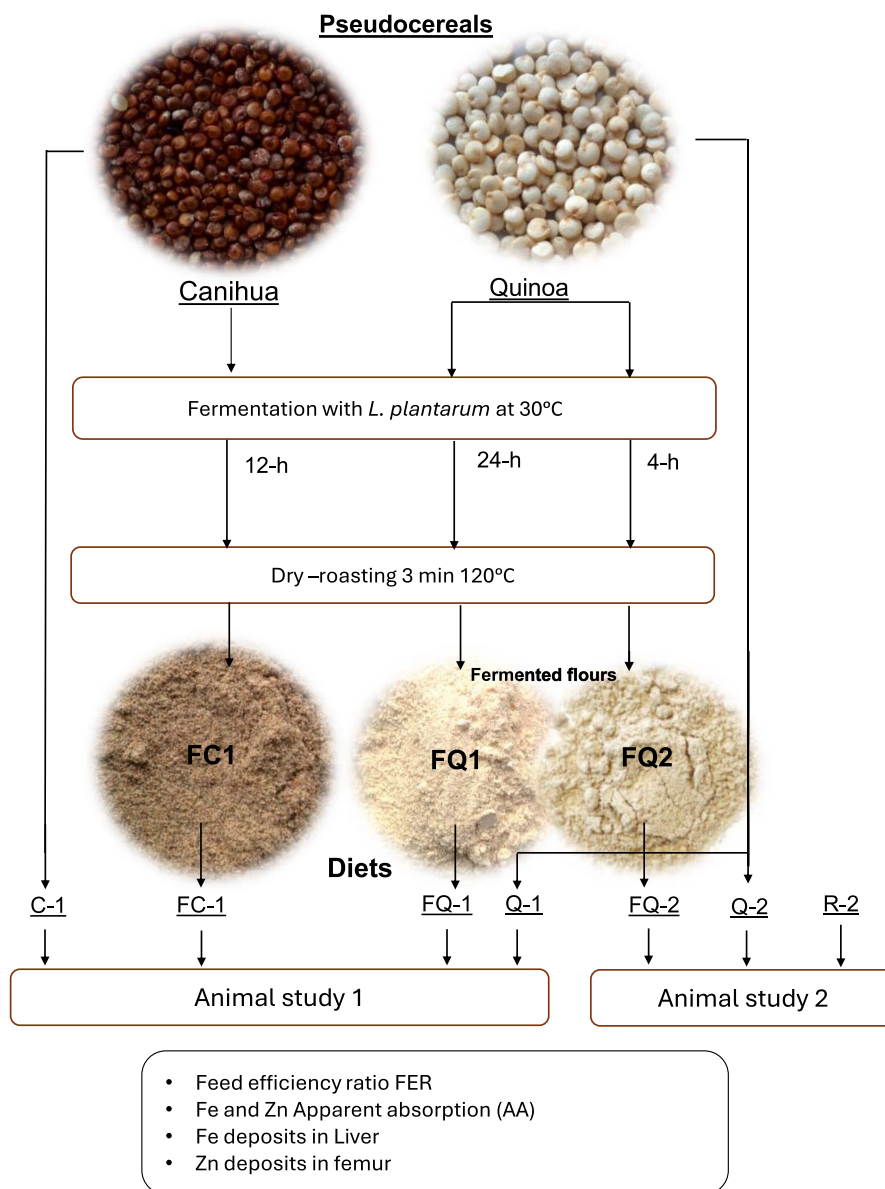 Pseudocereals
Canihua
Quinoa
Fermentation with L. plantarum at 30ºC
12-h
24-h
4-h
Dry –roasting 3 min 120ºC
Fermented flours
FC1
FQ1
FQ2
Diets
C-1
FC-1
FQ-1
Q-1
FQ-2
Q-2
R-2
Animal study 1
Animal study 2
• Feed efficiency ratio FER
• Fe and Zn Apparent absorption (AA)
• Fe deposits in Liver
• Zn deposits in femur